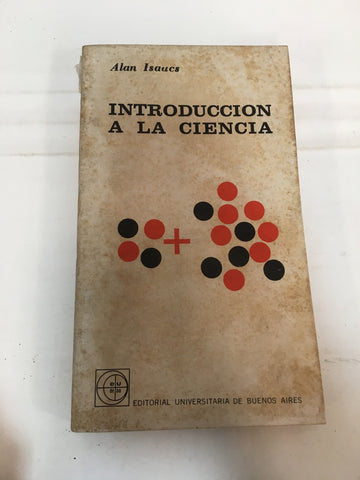 Alan Isaacs
INTRODUCCION
A LA CIENCIA
+
EDITORIAL UNIVERSITARIA DE BUENOS AIRES